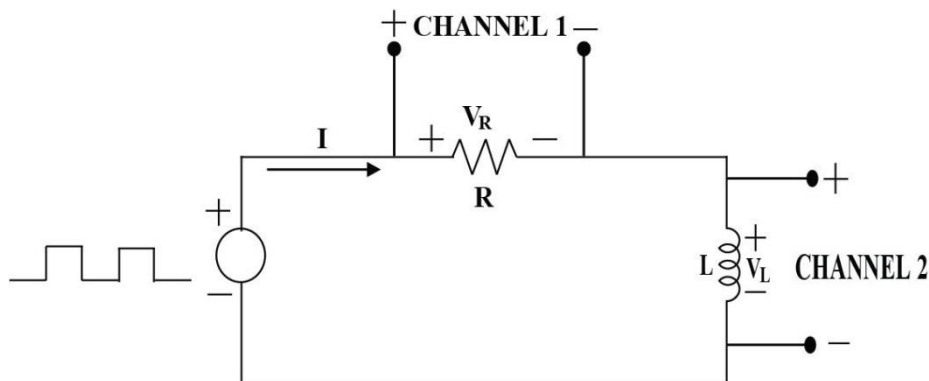 + CHANNEL 1 −
V_R
I + −
R
+
+
+
L V_L CHANNEL 2
−
−
−